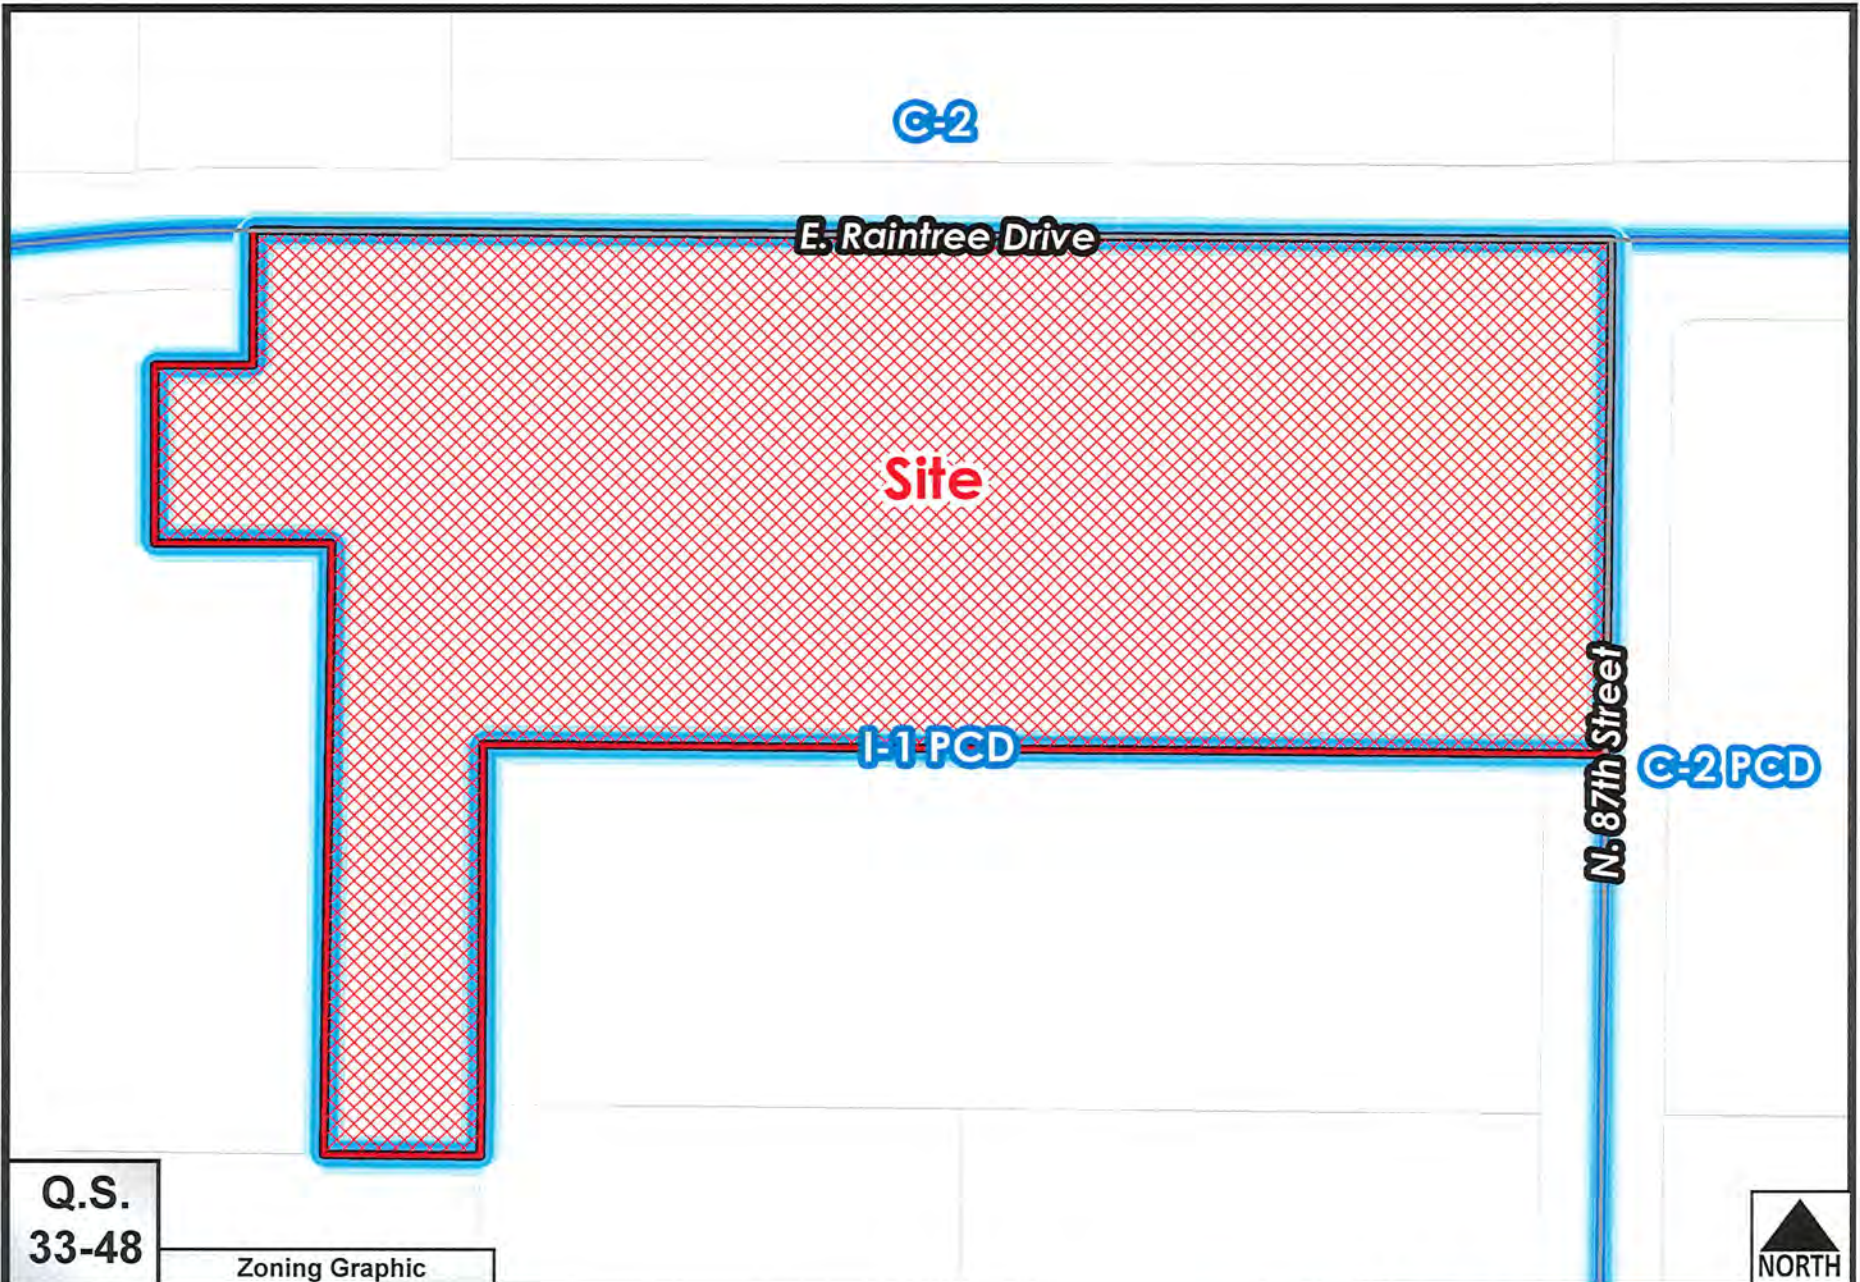 C-2
E. Raintree Drive
Site
I-1 PCD
N. 87th Street
C-2 PCD
Q.S.
33-48
Zoning Graphic
NORTH